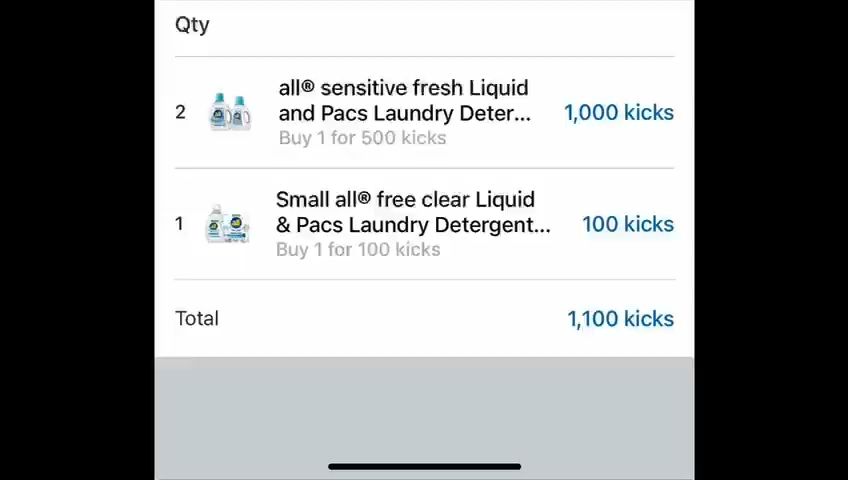 Qty
2
all® sensitive fresh Liquid
and Pacs Laundry Deter...
1,000 kicks
Buy 1 for 500 kicks
1
Small all® free clear Liquid
& Pacs Laundry Detergent...
100 kicks
Buy 1 for 100 kicks
Total
1,100 kicks